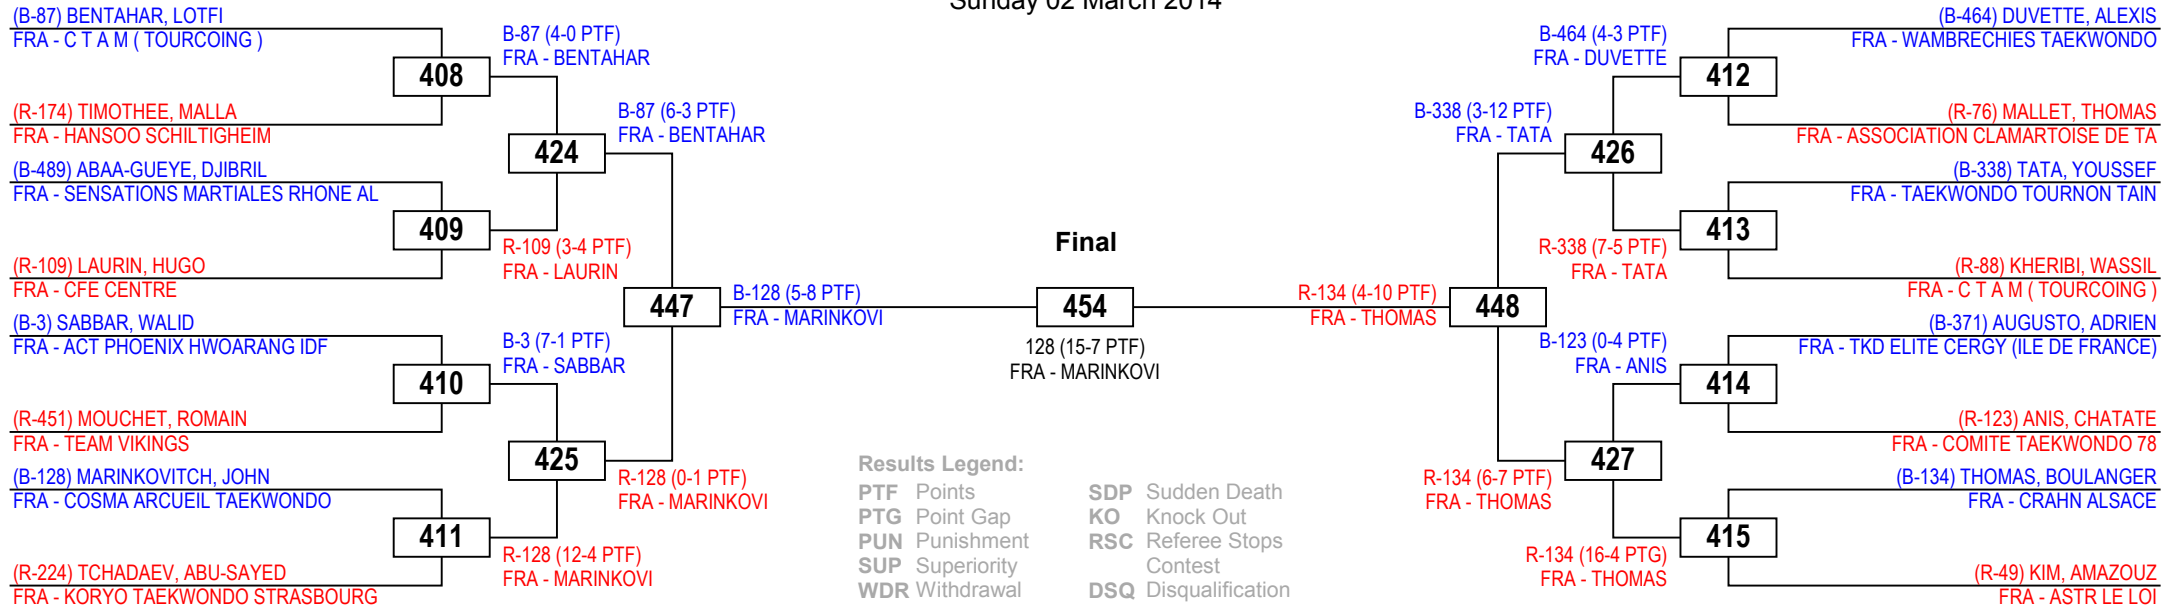 Sunday 02 March 2014
(B-87) BENTAHAR, LOTFI
FRA - C T A M ( TOURCOING )
(R-174) TIMOTHEE, MALLA
FRA - HANSOO SCHILTIGHEIM
(B-489) ABAA-GUEYE, DJIBRIL
FRA - SENSATIONS MARTIALES RHONE AL
(R-109) LAURIN, HUGO
FRA - CFE CENTRE
(B-3) SABBAR, WALID
FRA - ACT PHOENIX HWOARANG IDF
(R-451) MOUCHET, ROMAIN
FRA - TEAM VIKINGS
(B-128) MARINKOVITCH, JOHN
FRA - COSMA ARCUEIL TAEKWONDO
(R-224) TCHADAEV, ABU-SAYED
FRA - KORYO TAEKWONDO STRASBOURG
408
409
410
411
B-87 (4-0 PTF)
FRA - BENTAHAR
R-109 (3-4 PTF)
FRA - LAURIN
B-3 (7-1 PTF)
FRA - SABBAR
R-128 (12-4 PTF)
FRA - MARINKOVI
424
425
B-87 (6-3 PTF)
FRA - BENTAHAR
R-128 (0-1 PTF)
FRA - MARINKOVI
447
B-128 (5-8 PTF)
FRA - MARINKOVI
Final
454
128 (15-7 PTF)
FRA - MARINKOVI
R-134 (4-10 PTF)
FRA - THOMAS
448
B-338 (3-12 PTF)
FRA - TATA
R-134 (6-7 PTF)
FRA - THOMAS
426
427
B-464 (4-3 PTF)
FRA - DUVETTE
R-338 (7-5 PTF)
FRA - TATA
B-123 (0-4 PTF)
FRA - ANIS
R-134 (16-4 PTG)
FRA - THOMAS
412
413
414
415
(B-464) DUVETTE, ALEXIS
FRA - WAMBRECHIES TAEKWONDO
(R-76) MALLET, THOMAS
FRA - ASSOCIATION CLAMARTOISE DE TA
(B-338) TATA, YOUSSEF
FRA - TAEKWONDO TOURNON TAIN
(R-88) KHERIBI, WASSIL
FRA - C T A M ( TOURCOING )
(B-371) AUGUSTO, ADRIEN
FRA - TKD ELITE CERGY (ILE DE FRANCE)
(R-123) ANIS, CHATATE
FRA - COMITE TAEKWONDO 78
(B-134) THOMAS, BOULANGER
FRA - CRAHN ALSACE
(R-49) KIM, AMAZOUZ
FRA - ASTR LE LOI
Results Legend:
PTF Points
PTG Point Gap
PUN Punishment
SUP Superiority
WDR Withdrawal
SDP Sudden Death
KO Knock Out
RSC Referee Stops
Contest
DSQ Disqualification